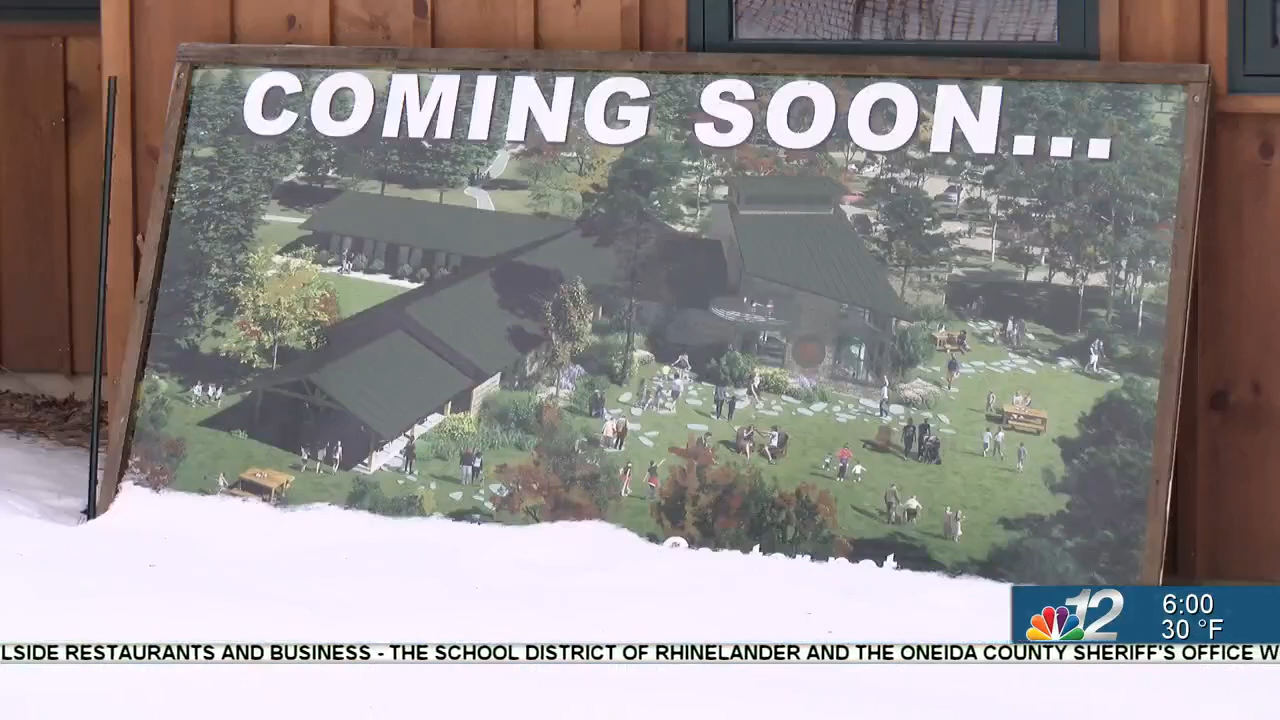 COMING SOON...
12
6:00
30 °F
LSIDE RESTAURANTS AND BUSINESS - THE SCHOOL DISTRICT OF RHINELANDER AND THE ONEIDA COUNTY SHERIFF'S OFFICE W